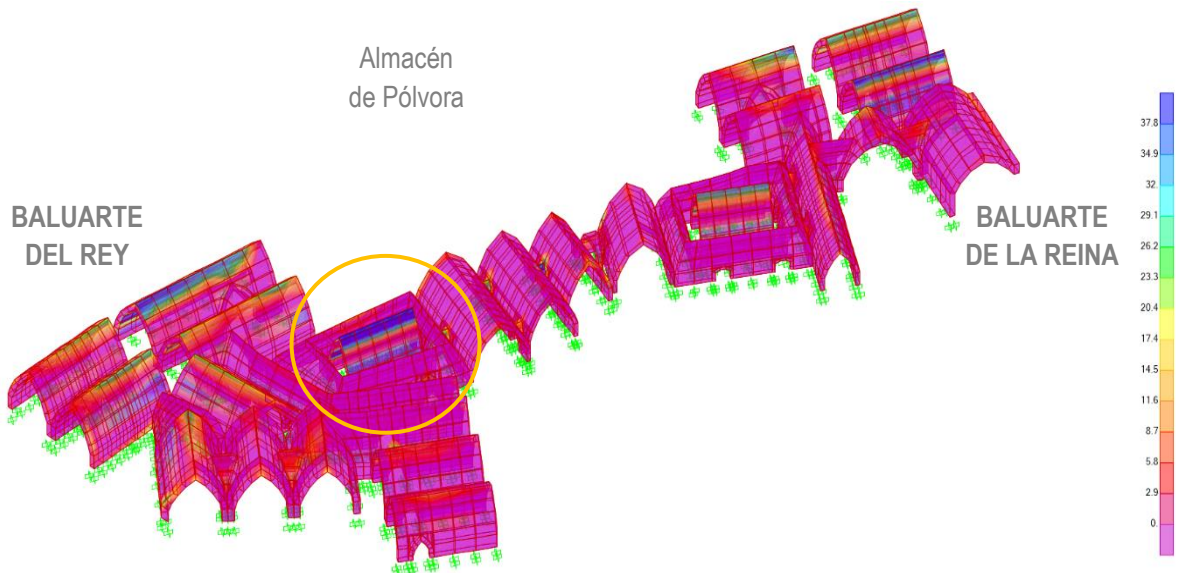 Almacén
de Pólvora
BALUARTE
DEL REY
BALUARTE
DE LA REINA
37.8
34.9
32.
29.1
26.2
23.3
20.4
17.4
14.5
11.6
8.7
5.8
2.9
0.